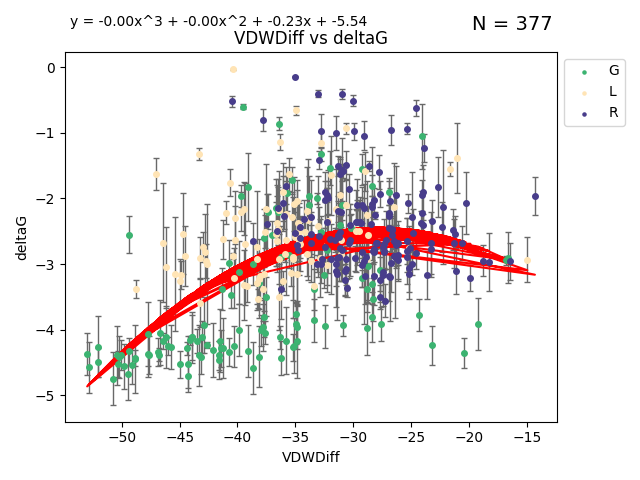 y = -0.00x^3 + -0.00x^2 + -0.23x + -5.54
N = 377
VDWDiff vs deltaG
G
L
R
deltaG
0
−1
−2
−3
−4
−5
−50 −45 −40 −35 −30 −25 −20 −15
VDWDiff